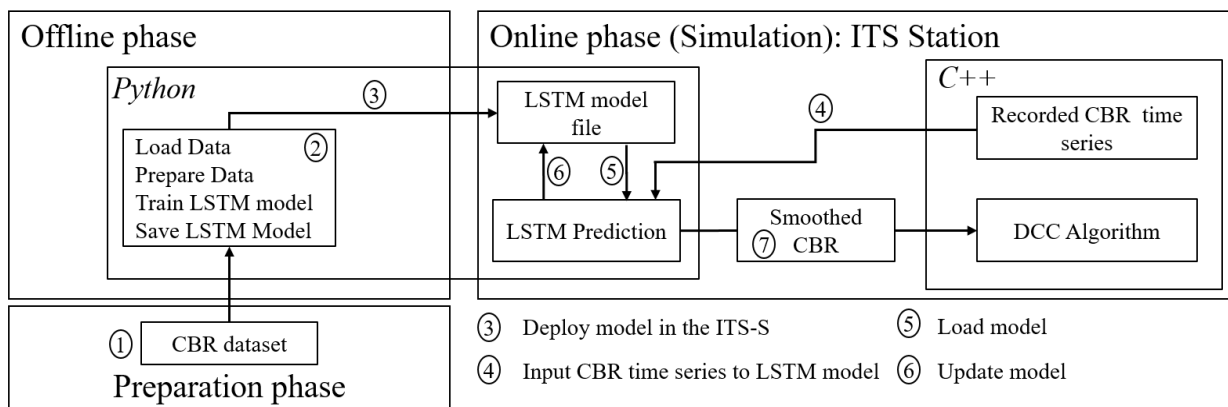 Offline phase
Online phase (Simulation): ITS Station
Python
C++
3
LSTM model
file
4
Recorded CBR time
series
Load Data
2
Prepare Data
Train LSTM model
Save LSTM Model
6
5
LSTM Prediction
Smoothed
7 CBR
DCC Algorithm
1
CBR dataset
Preparation phase
3 Deploy model in the ITS-S
5 Load model
4 Input CBR time series to LSTM model
6 Update model